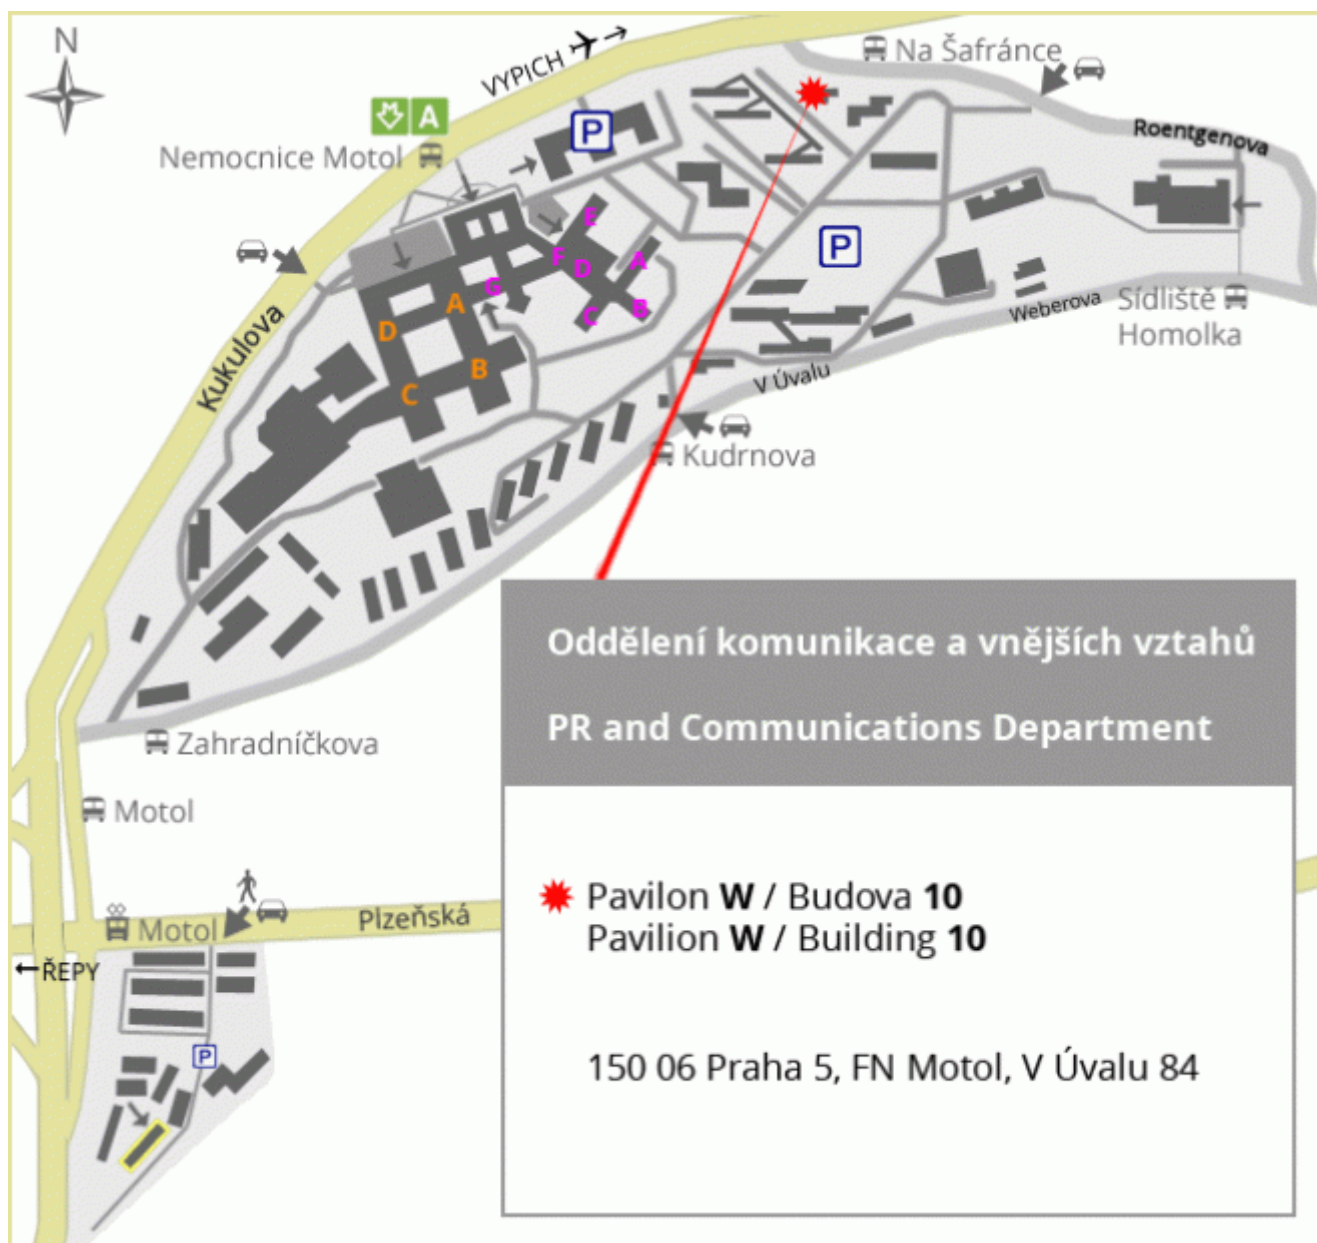 N
VYPICH
Na Šafránce
A
Nemocnice Motol
P
Roentgenova
E
F
D
A
P
G
A
C
B
D
Kukulova
B
C
Weberova
Sídliště
Homolka
V Úvalu
Kudrnova
Oddělení komunikace a vnějších vztahů
PR and Communications Department
Zahradníčkova
Motol
Pavilon W / Budova 10
Pavilion W / Building 10
Plzeňská
Motol
ŘEPY
P
150 06 Praha 5, FN Motol, V Úvalu 84